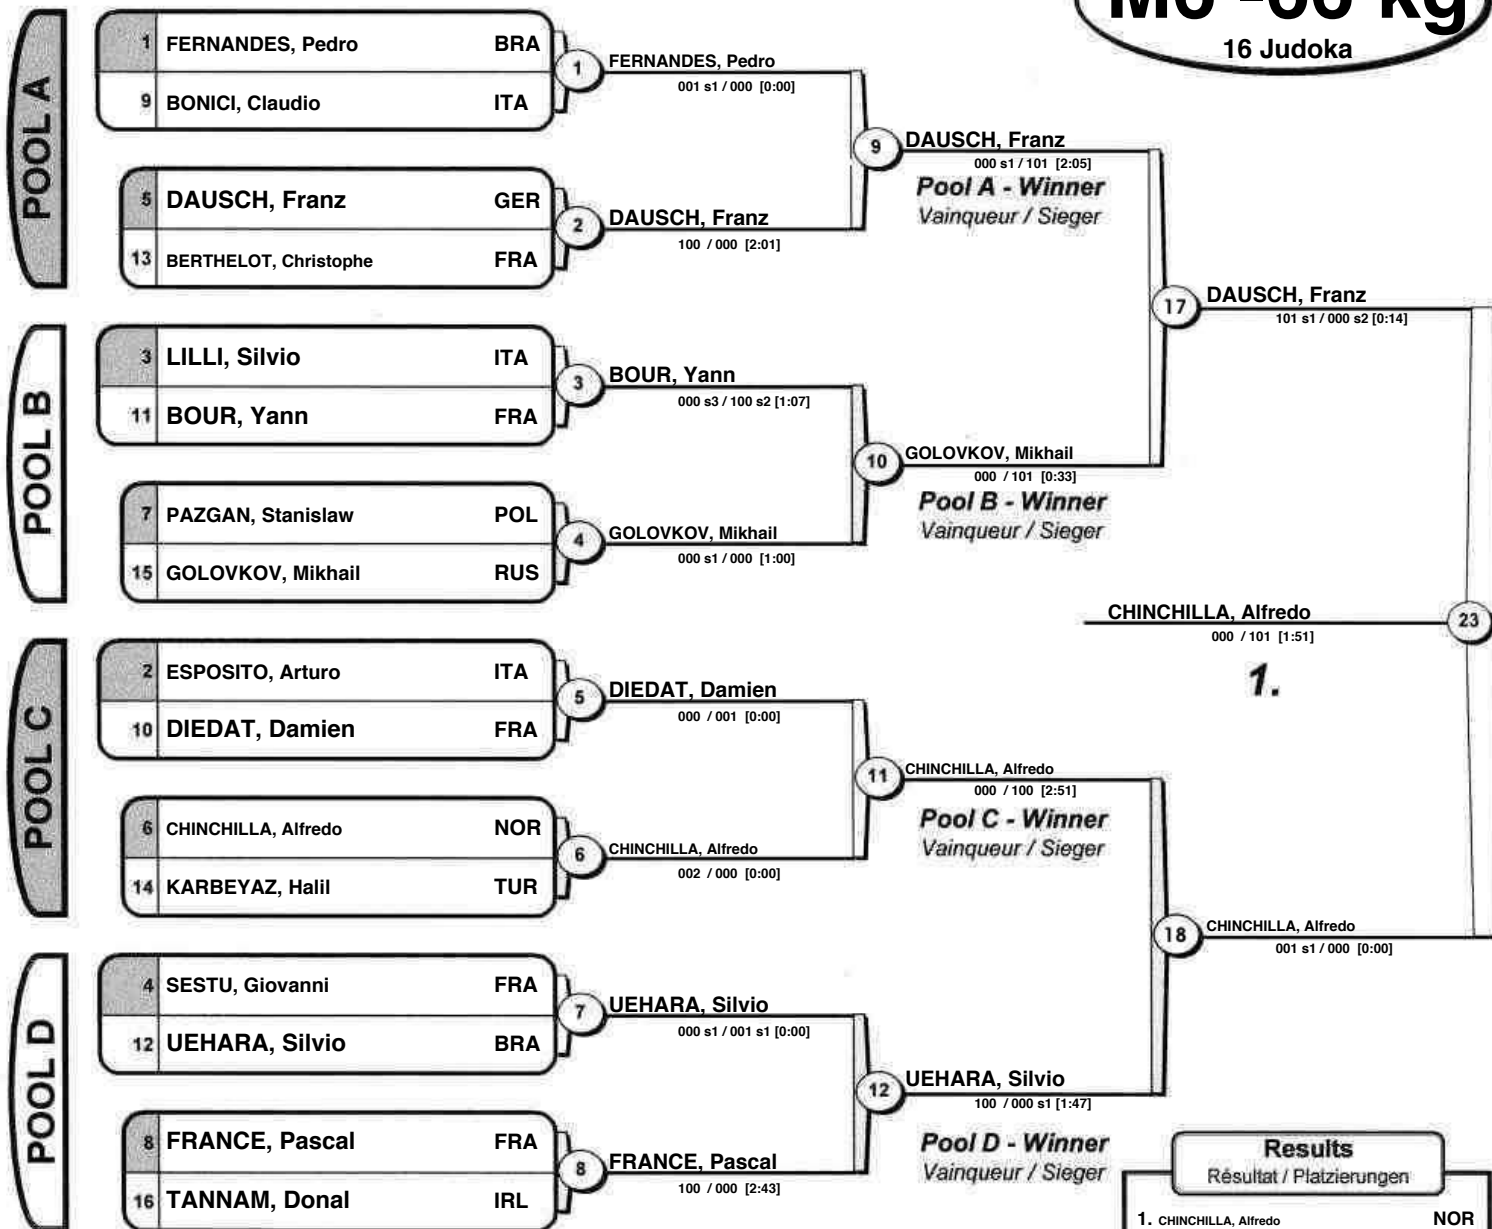 M6 -66 kg
16 Judoka
POOL A
1 FERNANDES, Pedro BRA
9 BONICI, Claudio ITA
1
FERNANDES, Pedro
001 s1 / 000 [0:00]
5 DAUSCH, Franz GER
13 BERTHELOT, Christophe FRA
2
DAUSCH, Franz
100 / 000 [2:01]
9
DAUSCH, Franz
000 s1 / 101 [2:05]
Pool A - Winner
Vainqueur / Sieger
POOL B
3 LILLI, Silvio ITA
11 BOUR, Yann FRA
3
BOUR, Yann
000 s3 / 100 s2 [1:07]
7 PAZGAN, Stanislaw POL
15 GOLOVKOV, Mikhail RUS
4
GOLOVKOV, Mikhail
000 s1 / 000 [1:00]
10
GOLOVKOV, Mikhail
000 / 101 [0:33]
Pool B - Winner
Vainqueur / Sieger
17
DAUSCH, Franz
101 s1 / 000 s2 [0:14]
CHINCHILLA, Alfredo
23
000 / 101 [1:51]
1.
POOL C
2 ESPOSITO, Arturo ITA
10 DIEDAT, Damien FRA
5
DIEDAT, Damien
000 / 001 [0:00]
6 CHINCHILLA, Alfredo NOR
14 KARBEYAZ, Halil TUR
6
CHINCHILLA, Alfredo
002 / 000 [0:00]
11
CHINCHILLA, Alfredo
000 / 100 [2:51]
Pool C - Winner
Vainqueur / Sieger
POOL D
4 SESTU, Giovanni FRA
12 UEHARA, Silvio BRA
7
UEHARA, Silvio
000 s1 / 001 s1 [0:00]
8 FRANCE, Pascal FRA
16 TANNAM, Donal IRL
8
FRANCE, Pascal
100 / 000 [2:43]
12
UEHARA, Silvio
100 / 000 s1 [1:47]
Pool D - Winner
Vainqueur / Sieger
18
CHINCHILLA, Alfredo
001 s1 / 000 [0:00]
Results
Résultat / Platzierungen
1. CHINCHILLA, Alfredo NOR